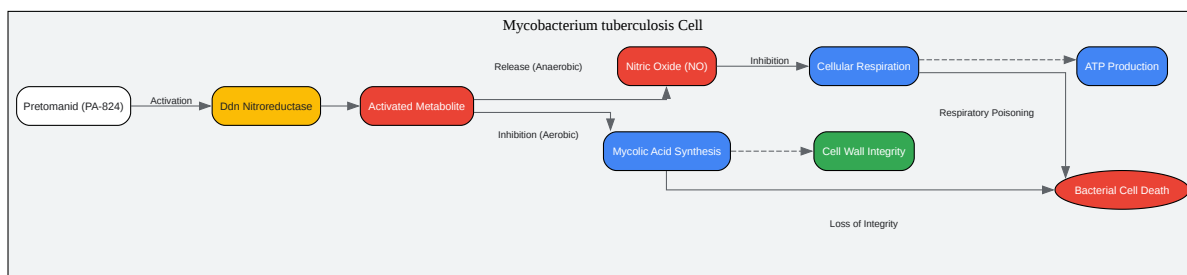 Mycobacterium tuberculosis Cell
Release (Anaerobic)
Nitric Oxide (NO)
Inhibition
Cellular Respiration
ATP Production
Pretomanid (PA-824)
Activation
Ddn Nitroreductase
Activated Metabolite
Respiratory Poisoning
Inhibition (Aerobic)
Mycolic Acid Synthesis
Cell Wall Integrity
Bacterial Cell Death
Loss of Integrity